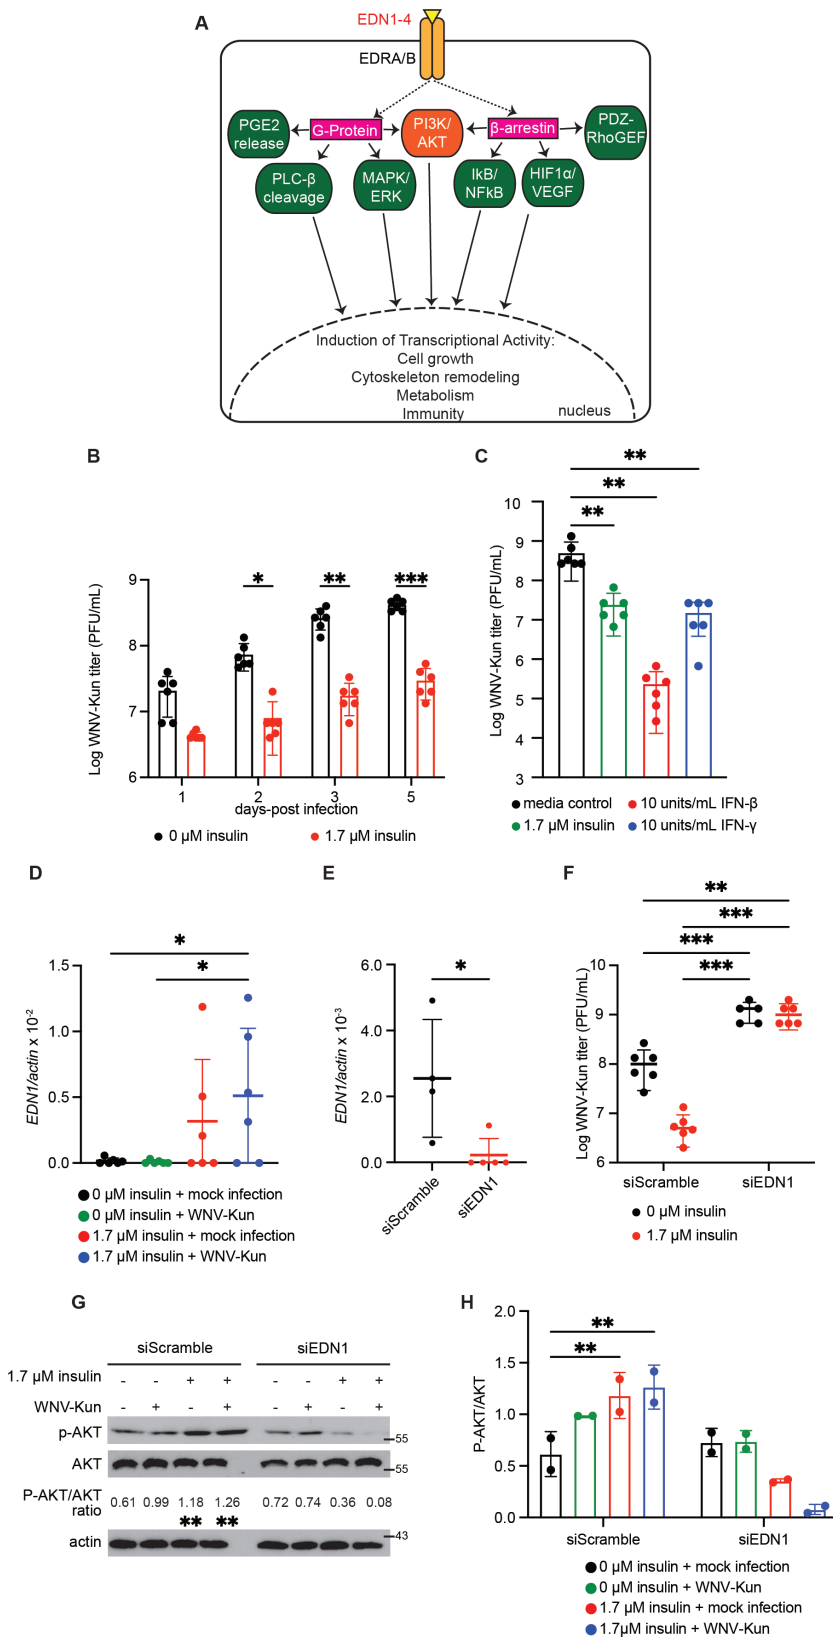 A
EDN1-4
EDRA/B
PGE2
release
G-Protein
PI3K/
AKT
β-arrestin
PDZ-
RhoGEF
PLC-β
cleavage
MAPK/
ERK
IkB/
NFkB
HIF1α/
VEGF
Induction of Transcriptional Activity:
Cell growth
Cytoskeleton remodeling
Metabolism
Immunity
nucleus
B
Log WNV-Kun titer (PFU/mL)
9
8
7
6
* ** ***
1 2 3 5
days-post infection
0 µM insulin 1.7 µM insulin
C
Log WNV-Kun titer (PFU/mL)
10
9
8
7
6
5
4
3
**
**
**
media control 10 units/mL IFN-β
1.7 µM insulin 10 units/mL IFN-γ
D
EDN1/actin x 10⁻²
1.5
1.0
0.5
0.0
*
*
0 µM insulin + mock infection
0 µM insulin + WNV-Kun
1.7 µM insulin + mock infection
1.7 µM insulin + WNV-Kun
E
EDN1/actin x 10⁻³
6.0
4.0
2.0
0.0
*
siScramble siEDN1
F
Log WNV-Kun titer (PFU/mL)
10
9
8
7
6
**
***
***
***
siScramble siEDN1
0 µM insulin
1.7 µM insulin
G
siScramble siEDN1
1.7 µM insulin - - + + - - + +
WNV-Kun - + - + - + - +
p-AKT 55
AKT 55
P-AKT/AKT
ratio
0.61 0.99 1.18 1.26 0.72 0.74 0.36 0.08
** **
actin 43
H
P-AKT/AKT
2.0
1.5
1.0
0.5
0.0
**
**
siScramble siEDN1
0 µM insulin + mock infection
0 µM insulin + WNV-Kun
1.7 µM insulin + mock infection
1.7µM insulin + WNV-Kun